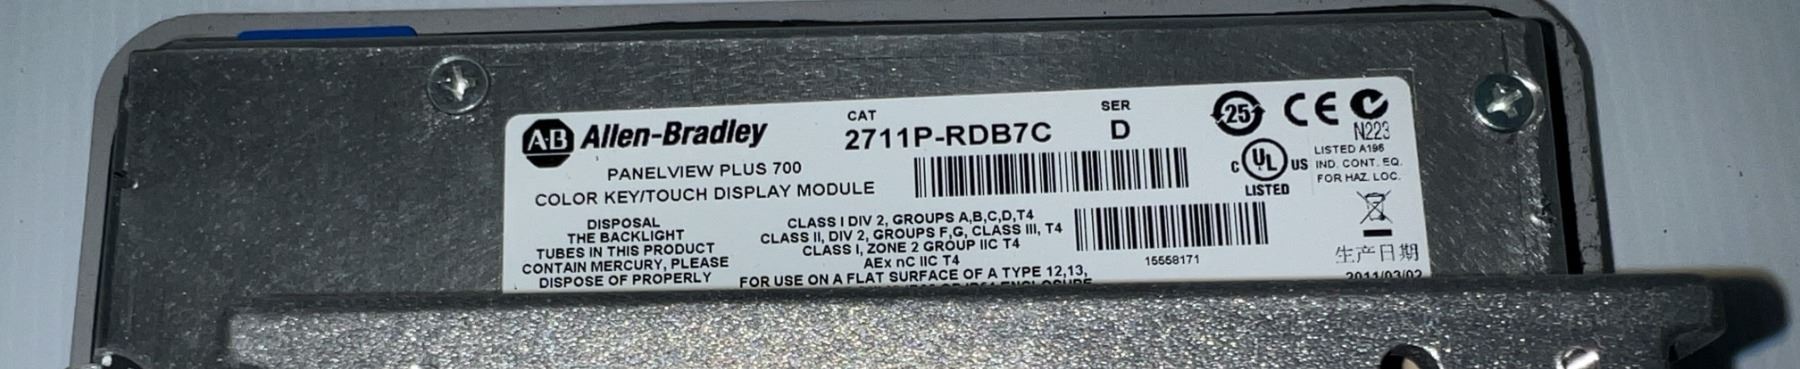 AB Allen-Bradley
CAT
2711P-RDB7C
SER
D
PANELVIEW PLUS 700
COLOR KEY/TOUCH DISPLAY MODULE
DISPOSAL
THE BACKLIGHT
TUBES IN THIS PRODUCT
CONTAIN MERCURY, PLEASE
DISPOSE OF PROPERLY
CLASS I DIV 2, GROUPS A,B,C,D,T4
CLASS II, DIV 2, GROUPS F,G, CLASS III, T4
CLASS I, ZONE 2 GROUP IIC T4
AEx nC IIC T4
FOR USE ON A FLAT SURFACE OF A TYPE 12,13,
15558171
25
CE
N223
C UL US
LISTED
LISTED A196
IND. CONT. EQ.
FOR HAZ. LOC.
生产日期
2011/03/02